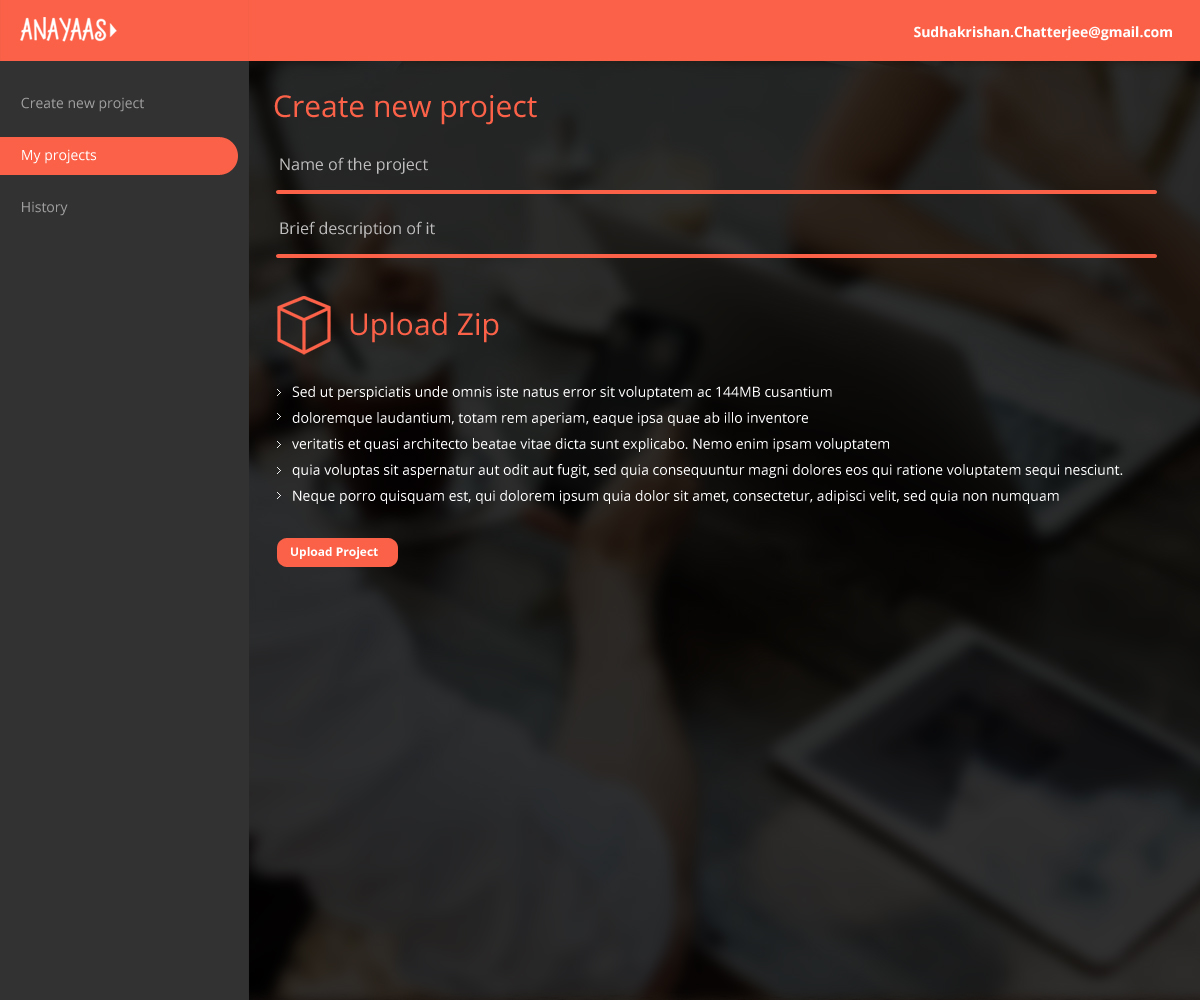 ANAYAAS
Sudhakrishan.Chatterjee@gmail.com
Create new project
My projects
History
Create new project
Name of the project
Brief description of it
Upload Zip
Sed ut perspiciatis unde omnis iste natus error sit voluptatem ac 144MB cusantium
doloremque laudantium, totam rem aperiam, eaque ipsa quae ab illo inventore
veritatis et quasi architecto beatae vitae dicta sunt explicabo. Nemo enim ipsam voluptatem
quia voluptas sit aspernatur aut odit aut fugit, sed quia consequuntur magni dolores eos qui ratione voluptatem sequi nesciunt.
Neque porro quisquam est, qui dolorem ipsum quia dolor sit amet, consectetur, adipisci velit, sed quia non numquam
Upload Project